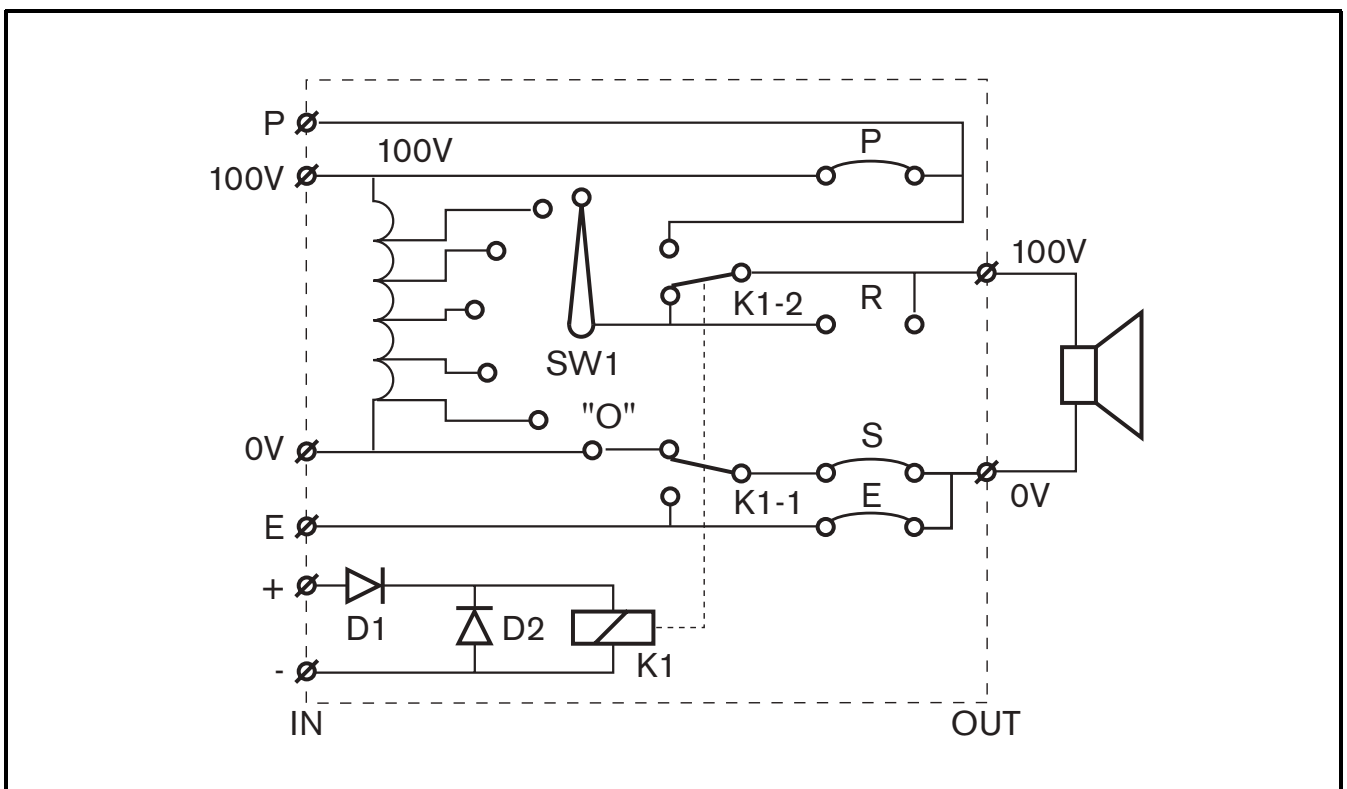 P
P
100V
100V
100V
K1-2
R
SW1
"O"
0V
S
K1-1
E
0V
E
+
D1
D2
-
K1
IN
OUT